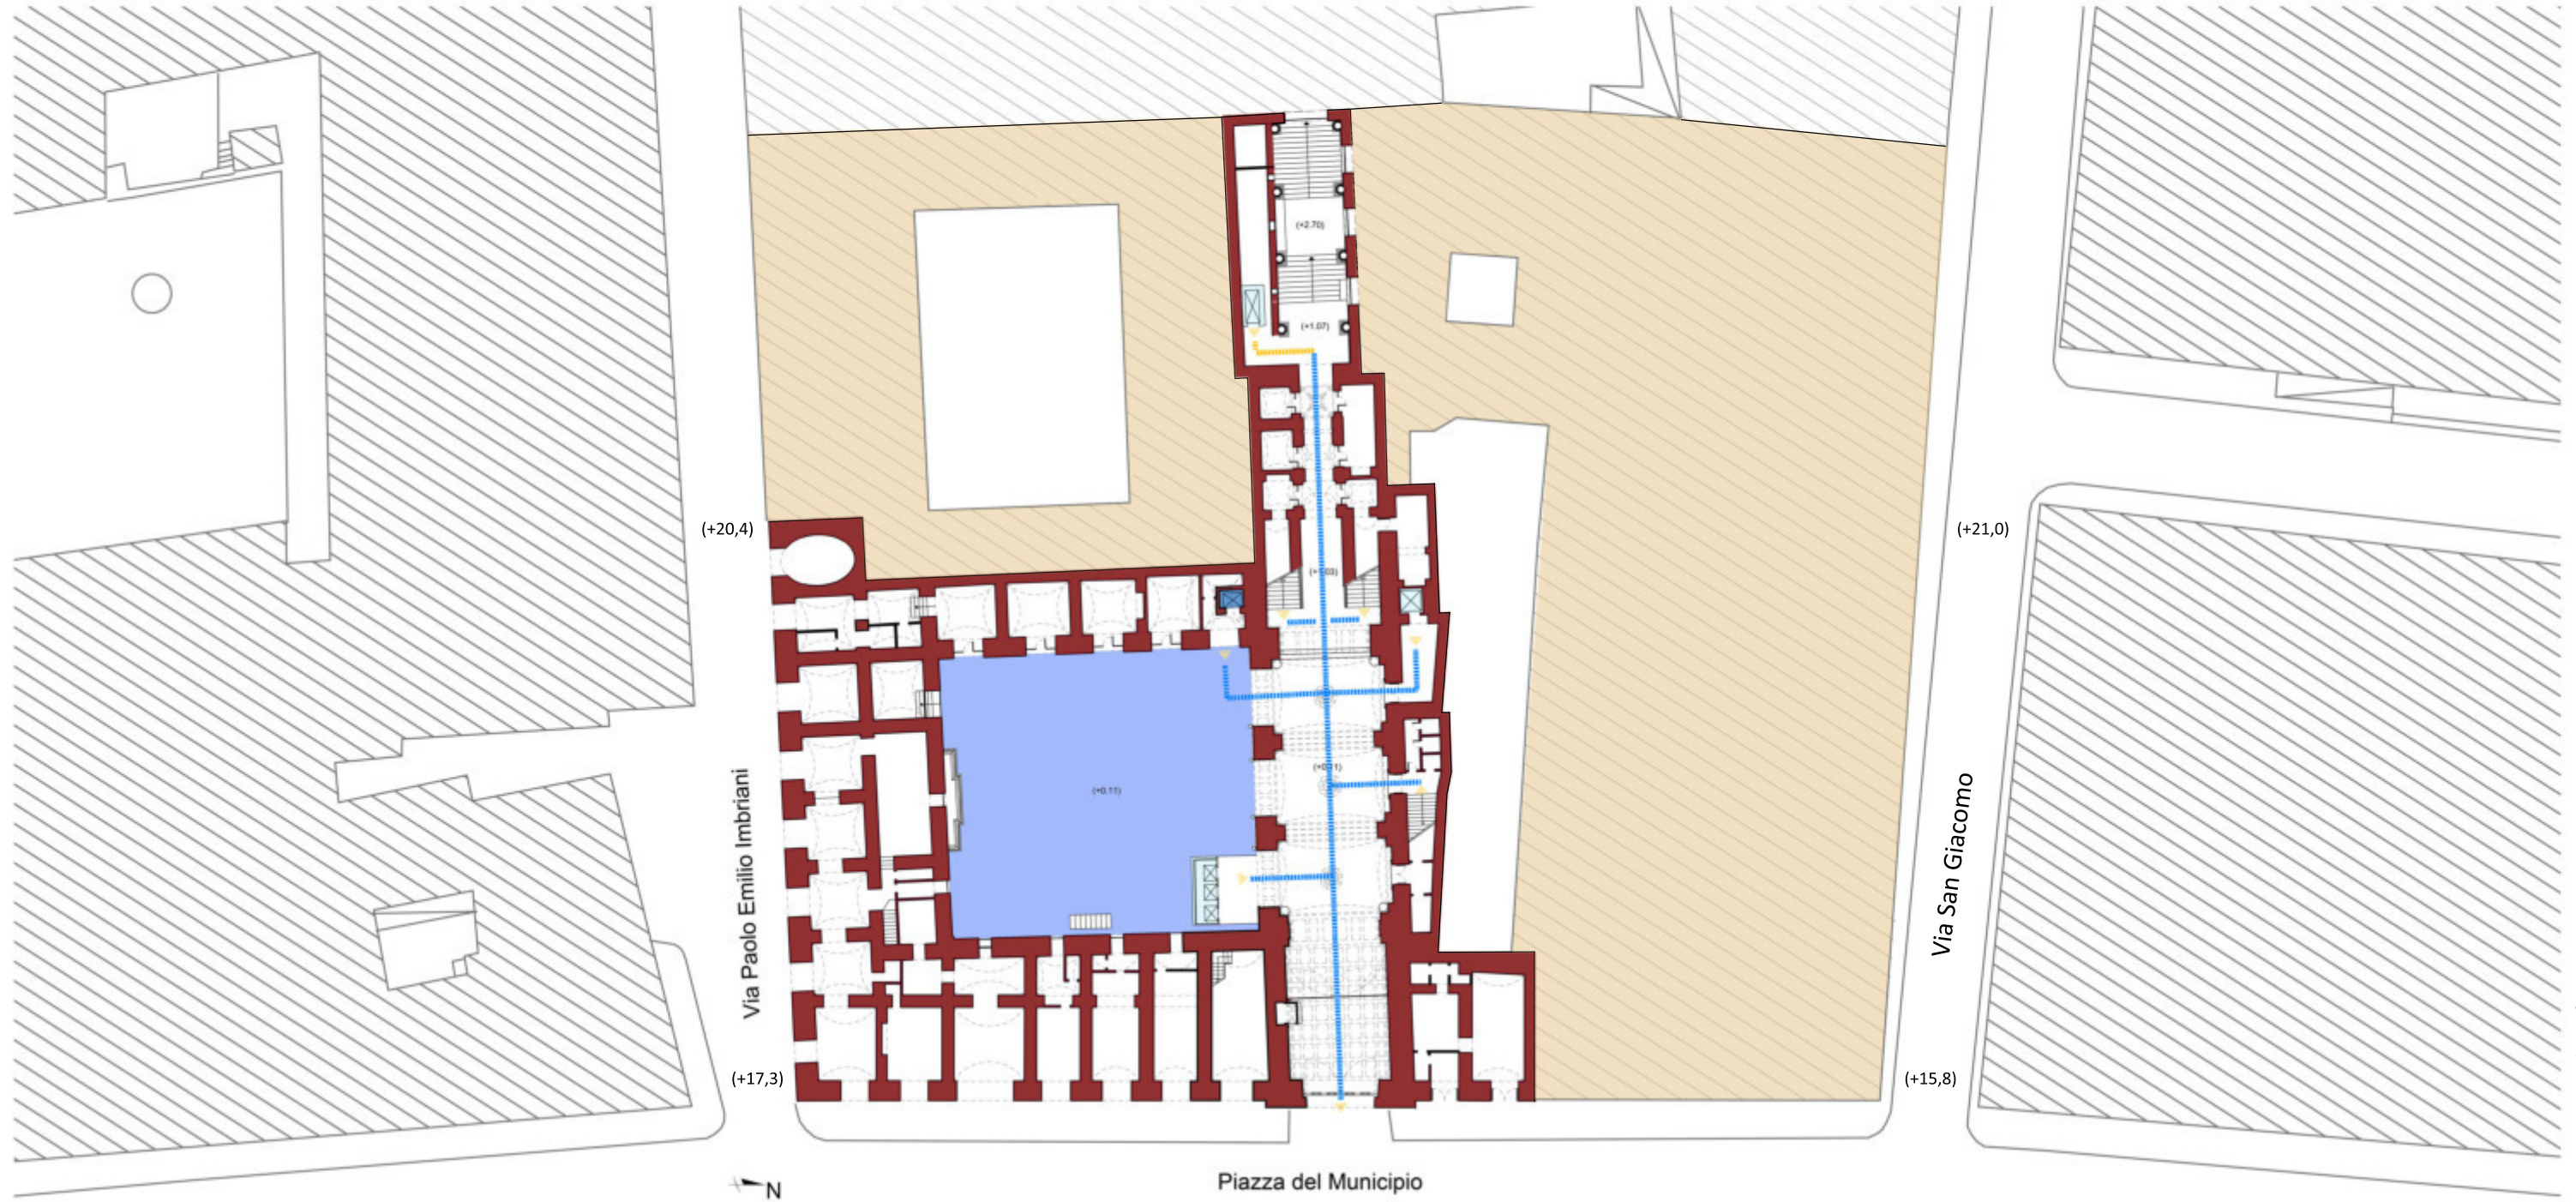 (+2.70)
(+1.07)
(+20,4)
(+21,0)
(+0.11)
Via Paolo Emilio Imbriani
Via San Giacomo
(+17,3)
(+15,8)
N
Piazza del Municipio